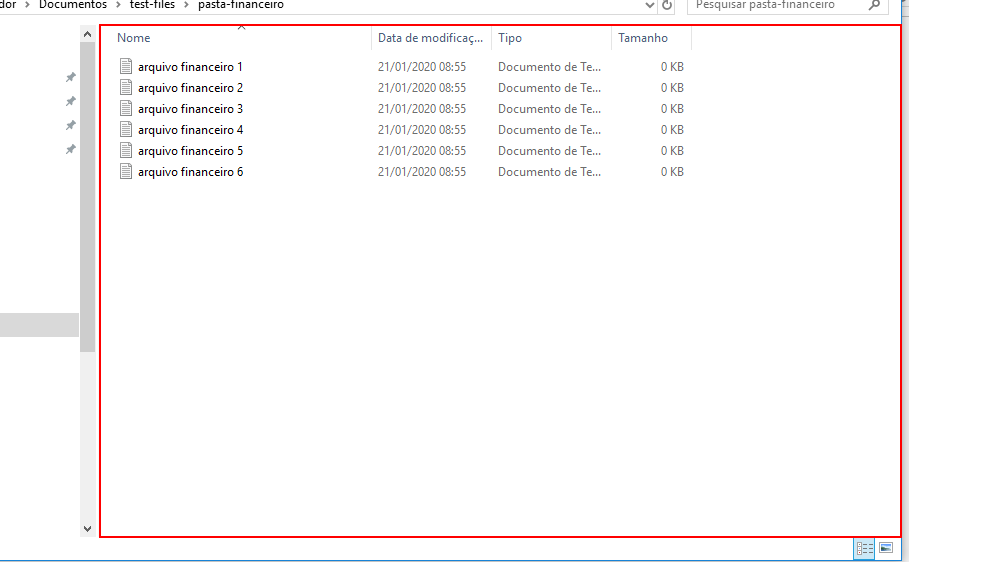 dor > Documentos > test-files > pasta-financeiro Pesquisar pasta-financeiro
Nome Data de modificaç... Tipo Tamanho
arquivo financeiro 1 21/01/2020 08:55 Documento de Te... 0 KB
arquivo financeiro 2 21/01/2020 08:55 Documento de Te... 0 KB
arquivo financeiro 3 21/01/2020 08:55 Documento de Te... 0 KB
arquivo financeiro 4 21/01/2020 08:55 Documento de Te... 0 KB
arquivo financeiro 5 21/01/2020 08:55 Documento de Te... 0 KB
arquivo financeiro 6 21/01/2020 08:55 Documento de Te... 0 KB